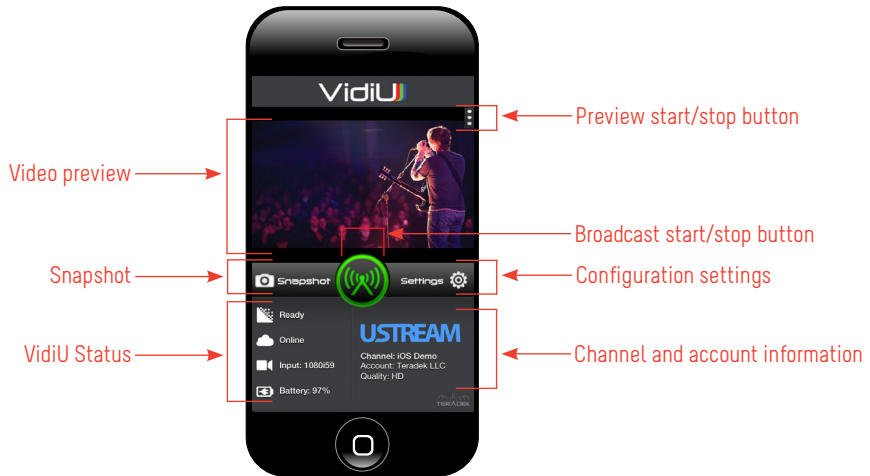 VidiU
Preview start/stop button
Video preview
Broadcast start/stop button
Snapshot
Snapshot
Settings
Configuration settings
VidiU Status
Ready
Online
Input: 1080i59
Battery: 97%
USTREAM
Channel: iOS Demo
Account: Teradek LLC
Quality: HD
Channel and account information
TERADEK